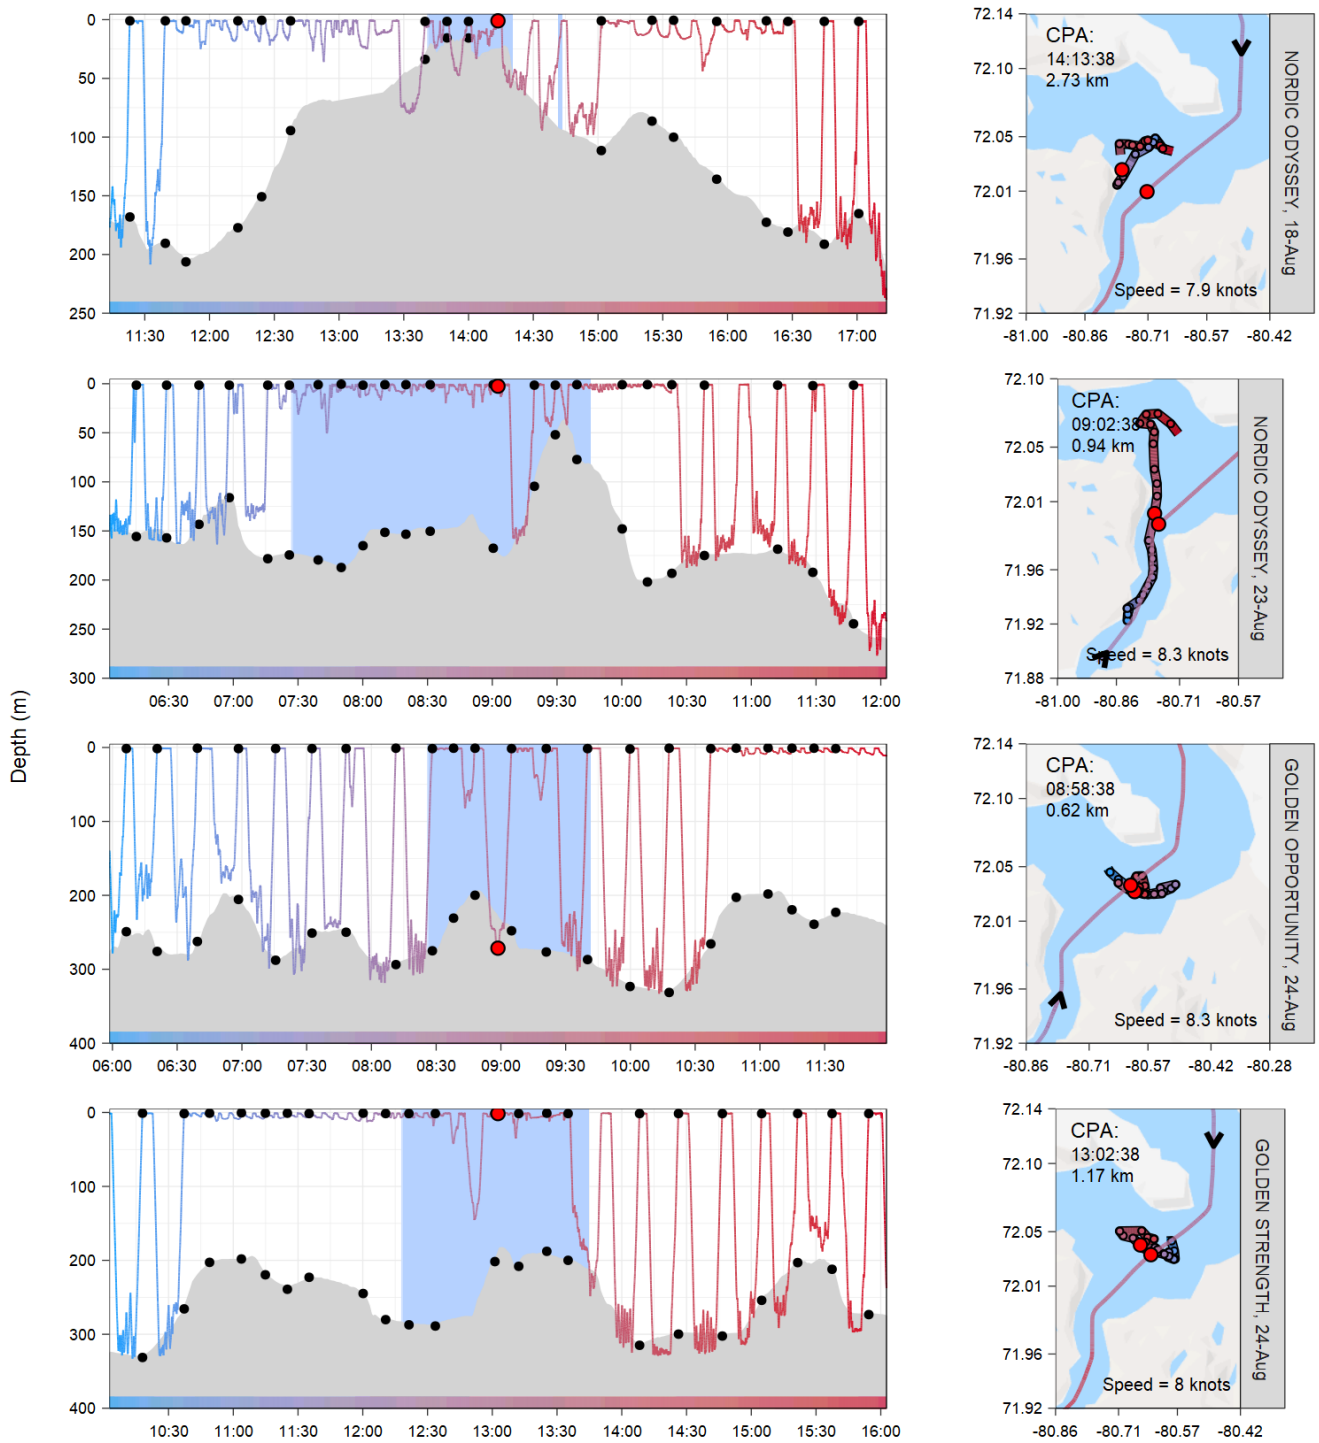 Depth (m)
0
50
100
150
200
250
11:30 12:00 12:30 13:00 13:30 14:00 14:30 15:00 15:30 16:00 16:30 17:00
72.14
72.10
72.05
72.01
71.96
71.92
CPA:
14:13:38
2.73 km
Speed = 7.9 knots
-81.00 -80.86 -80.71 -80.57 -80.42
NORDIC ODYSSEY, 18-Aug
0
50
100
150
200
250
300
06:30 07:00 07:30 08:00 08:30 09:00 09:30 10:00 10:30 11:00 11:30 12:00
72.10
72.05
72.01
71.96
71.92
71.88
CPA:
09:02:38
0.94 km
Speed = 8.3 knots
-81.00 -80.86 -80.71 -80.57
NORDIC ODYSSEY, 23-Aug
0
100
200
300
400
06:00 06:30 07:00 07:30 08:00 08:30 09:00 09:30 10:00 10:30 11:00 11:30
72.14
72.10
72.05
72.01
71.96
71.92
CPA:
08:58:38
0.62 km
Speed = 8.3 knots
-80.86 -80.71 -80.57 -80.42 -80.28
GOLDEN OPPORTUNITY, 24-Aug
0
100
200
300
400
10:30 11:00 11:30 12:00 12:30 13:00 13:30 14:00 14:30 15:00 15:30 16:00
72.14
72.10
72.05
72.01
71.96
71.92
CPA:
13:02:38
1.17 km
Speed = 8 knots
-80.86 -80.71 -80.57 -80.42
GOLDEN STRENGTH, 24-Aug